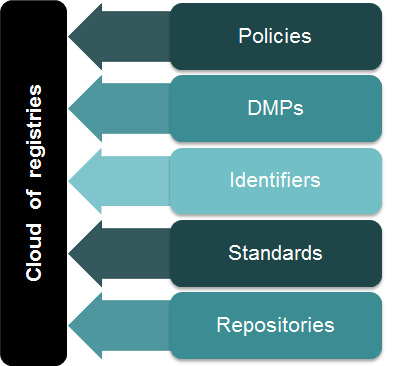 Cloud of registries
Policies
DMPs
Identifiers
Standards
Repositories